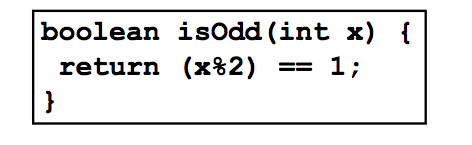 boolean isOdd(int x) {
 return (x%2) == 1;
}